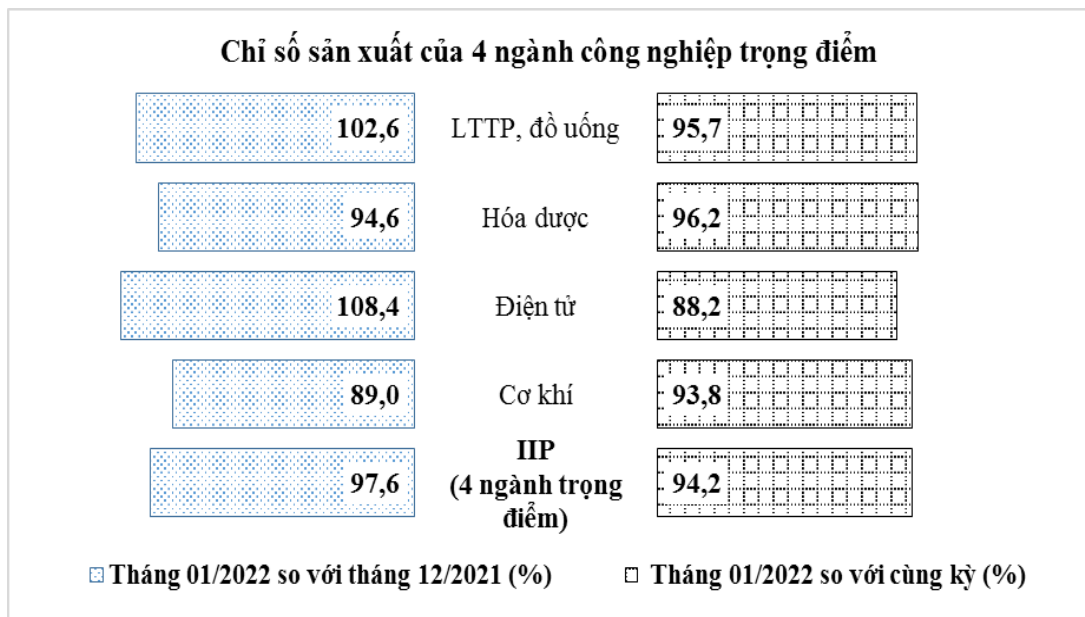 Chỉ số sản xuất của 4 ngành công nghiệp trọng điểm
102,6 LTTP, đồ uống 95,7
94,6 Hóa dược 96,2
108,4 Điện tử 88,2
89,0 Cơ khí 93,8
IIP
97,6 (4 ngành trọng 94,2
điểm)
Tháng 01/2022 so với tháng 12/2021 (%) Tháng 01/2022 so với cùng kỳ (%)